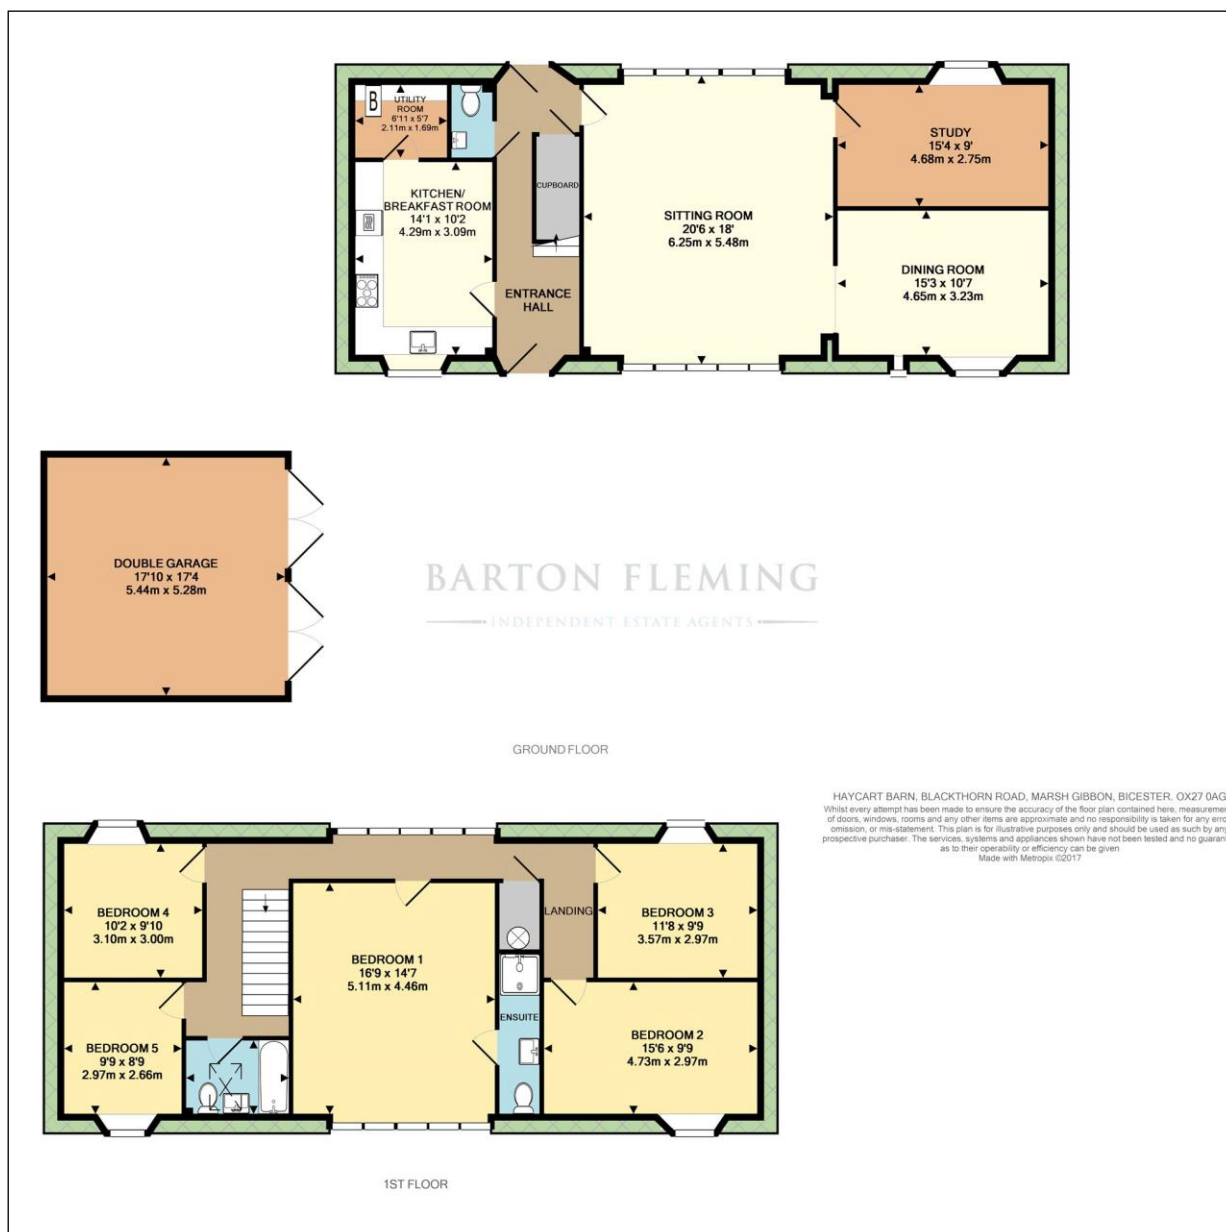 B
UTILITY
ROOM
6'11 x 5'7
2.11m x 1.69m
KITCHEN/
BREAKFAST ROOM
14'1 x 10'2
4.29m x 3.09m
CUPBOARD
ENTRANCE
HALL
SITTING ROOM
20'6 x 18'
6.25m x 5.48m
STUDY
15'4 x 9'
4.68m x 2.75m
DINING ROOM
15'3 x 10'7
4.65m x 3.23m
DOUBLE GARAGE
17'10 x 17'4
5.44m x 5.28m
BARTON FLEMING
INDEPENDENT ESTATE AGENTS
GROUND FLOOR
HAYCART BARN, BLACKTHORN ROAD, MARSH GIBBON, BICESTER. OX27 0AG
Whilst every attempt has been made to ensure the accuracy of the floor plan contained here, measuremen
of doors, windows, rooms and any other items are approximate and no responsibility is taken for any erro
omission, or mis-statement. This plan is for illustrative purposes only and should be used as such by any
prospective purchaser. The services, systems and appliances shown have not been tested and no guarant
as to their operability or efficiency can be given
Made with Metropix ©2017
BEDROOM 4
10'2 x 9'10
3.10m x 3.00m
BEDROOM 5
9'9 x 8'9
2.97m x 2.66m
BEDROOM 1
16'9 x 14'7
5.11m x 4.46m
LANDING
ENSUITE
BEDROOM 3
11'8 x 9'9
3.57m x 2.97m
BEDROOM 2
15'6 x 9'9
4.73m x 2.97m
1ST FLOOR